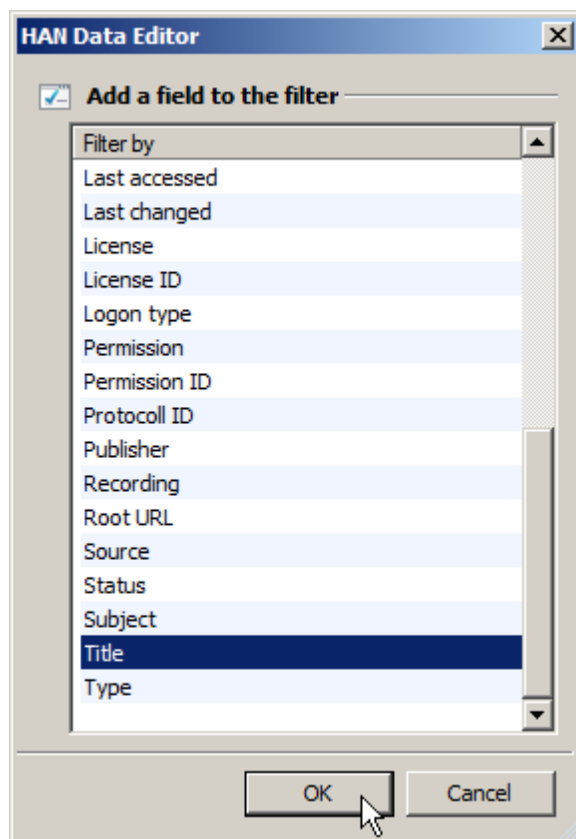 HAN Data Editor
Add a field to the filter
Filter by
Last accessed
Last changed
License
License ID
Logon type
Permission
Permission ID
Protocoll ID
Publisher
Recording
Root URL
Source
Status
Subject
Title
Type
OK
Cancel